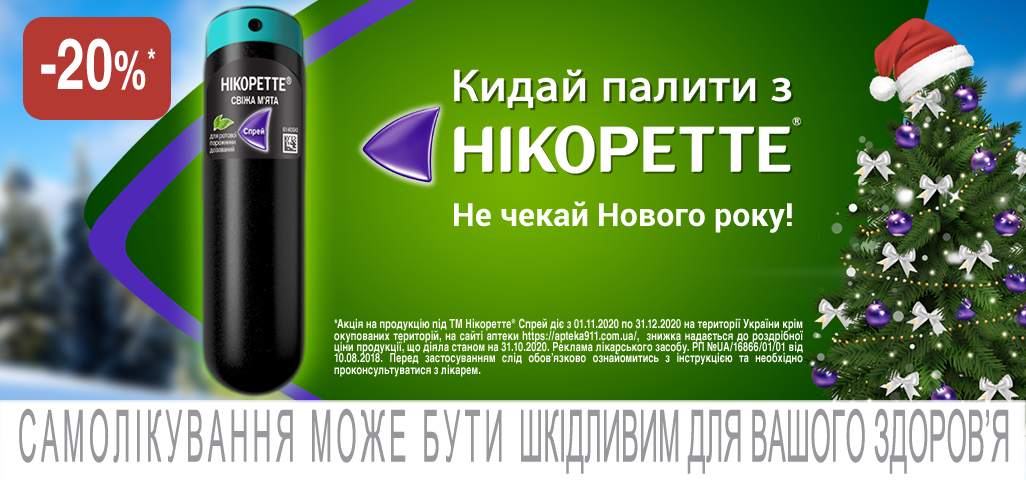 -20%*
НІКОРЕТТЕ®
СВІЖА М'ЯТА
для ротової
порожнини
дозований
Спрей
Кидай палити з
НІКОРЕТТЕ®
Не чекай Нового року!
*Акція на продукцію під ТМ Нікоретте® Спрей діє з 01.11.2020 по 31.12.2020 на території України крім
окупованих територій, на сайті аптеки https://apteka911.com.ua/, знижка надається до роздрібної
ціни продукції, що діяла станом на 31.10.2020. Реклама лікарського засобу. РП №UA/16866/01/01 від
10.08.2018. Перед застосуванням слід обов'язково ознайомитись з інструкцією та необхідно
проконсультуватися з лікарем.
САМОЛІКУВАННЯ МОЖЕ БУТИ ШКІДЛИВИМ ДЛЯ ВАШОГО ЗДОРОВ'Я